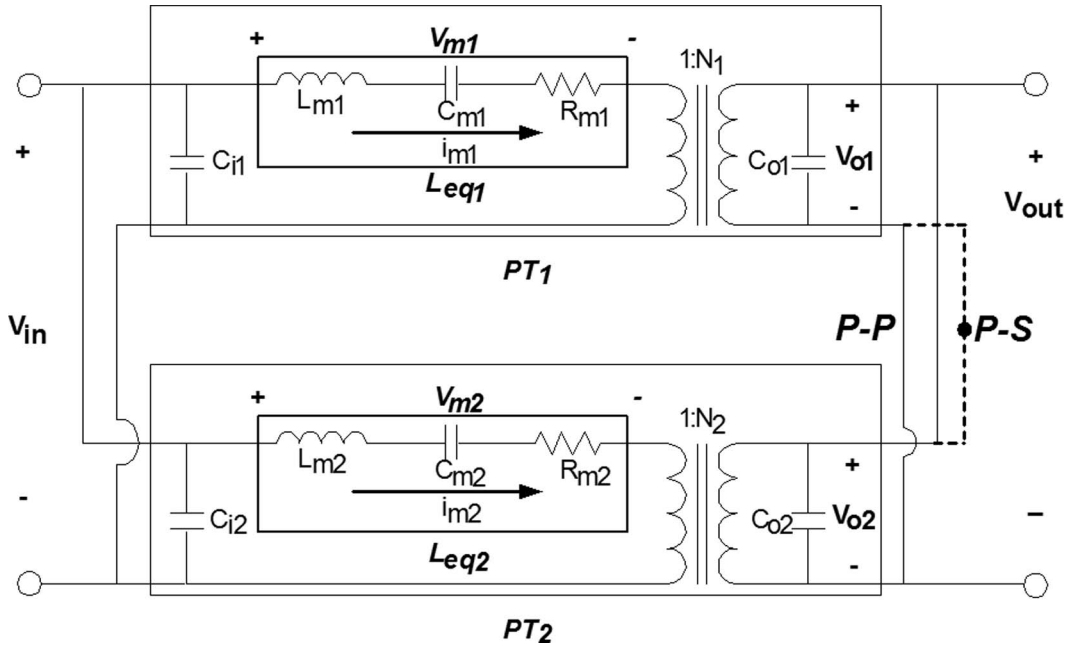 + Vm1 -
1:N1
Lm1 Cm1 Rm1
im1
Leq1
+ Ci1 Co1 + Vo1 -
+ Vout
PT1
Vin
P-P P-S
+ Vm2 -
1:N2
Lm2 Cm2 Rm2
im2
Leq2
- Ci2 Co2 + Vo2 -
–
PT2